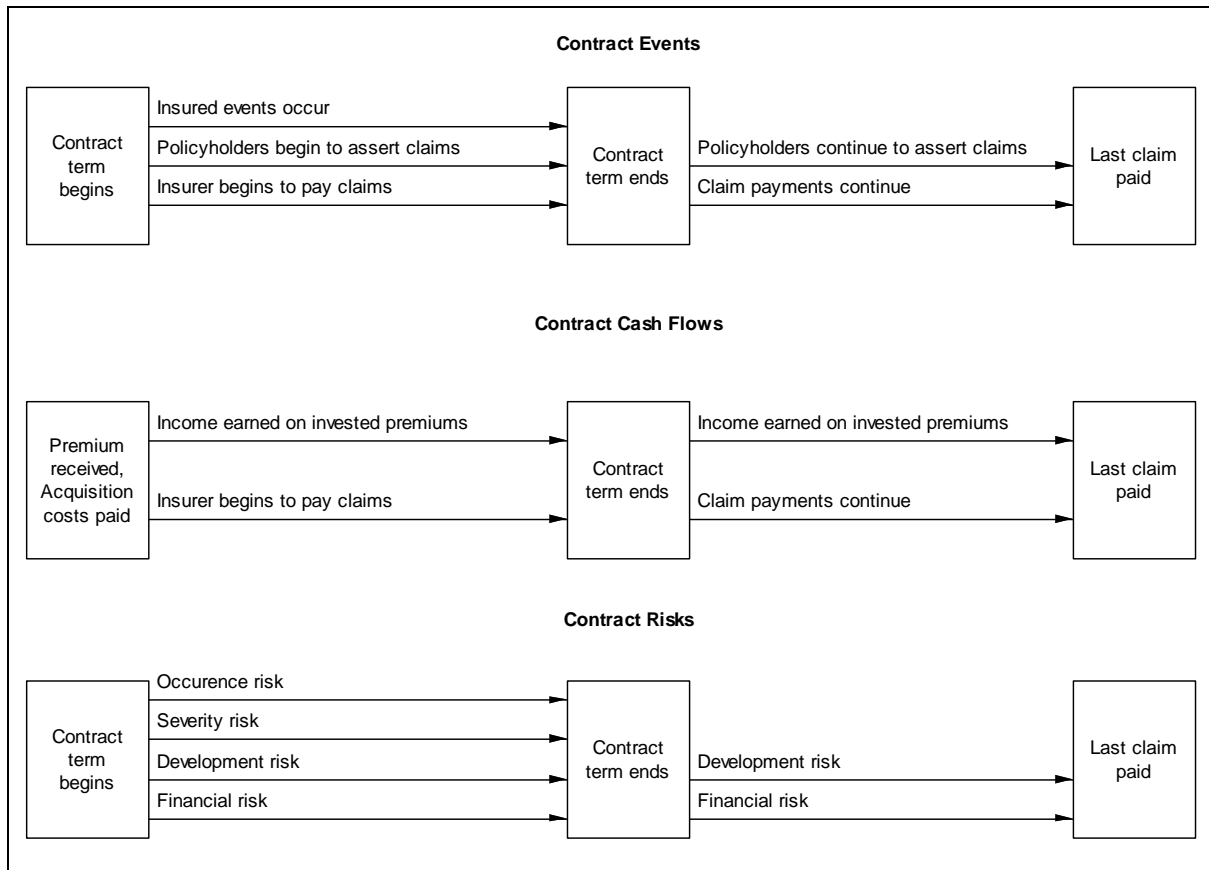 Contract Events
Insured events occur
Contract
term
begins
Policyholders begin to assert claims
Insurer begins to pay claims
Contract
term ends
Policyholders continue to assert claims
Claim payments continue
Last claim
paid
Contract Cash Flows
Premium
received,
Acquisition
costs paid
Income earned on invested premiums
Insurer begins to pay claims
Contract
term ends
Income earned on invested premiums
Claim payments continue
Last claim
paid
Contract Risks
Contract
term
begins
Occurence risk
Severity risk
Development risk
Financial risk
Contract
term ends
Development risk
Financial risk
Last claim
paid